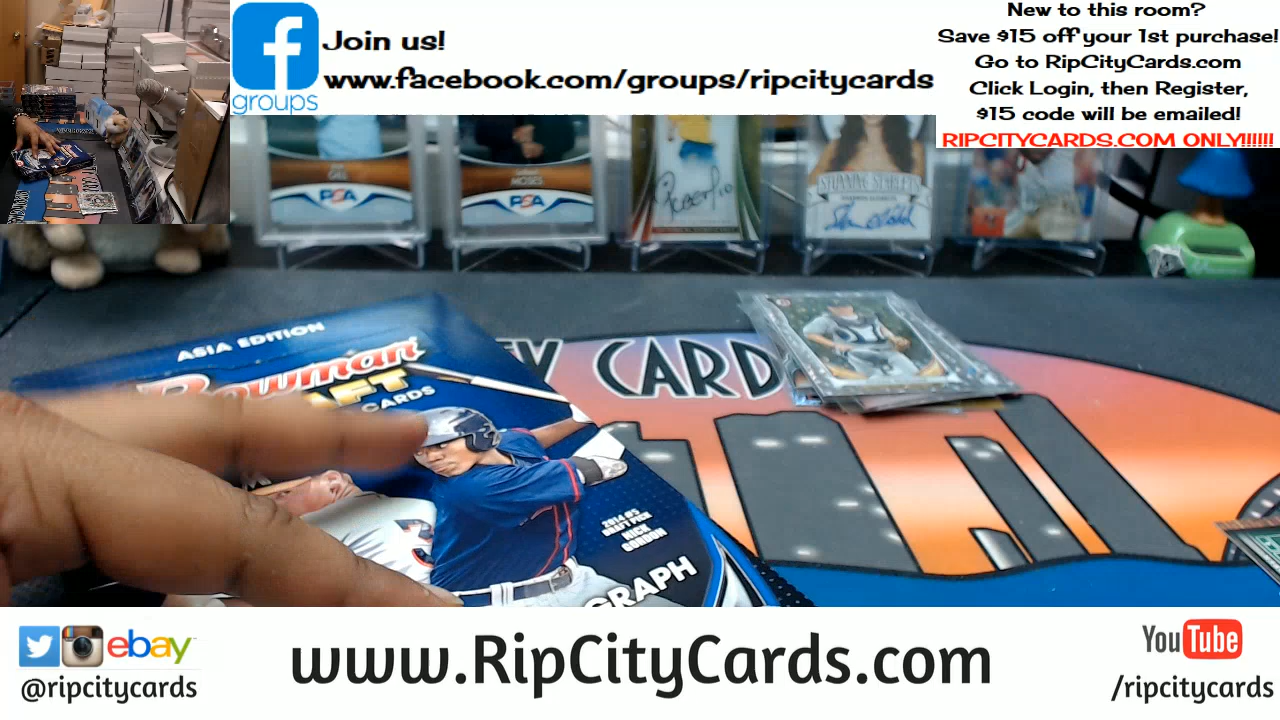 Join us!
www.facebook.com/groups/ripcitycards
groups
New to this room?
Save $15 off your 1st purchase!
Go to RipCityCards.com
Click Login, then Register,
$15 code will be emailed!
RIPCITYCARDS.COM ONLY!!!!!!
PSA
MOSES
PSA
STUNNING STARLETS
ASIA EDITION
Bowman
CARDS
CARD
2014 #5
DRAFT PICK
NICK
GORDON
GRAPH
ebay
@ripcitycards
www.RipCityCards.com
YouTube
/ripcitycards